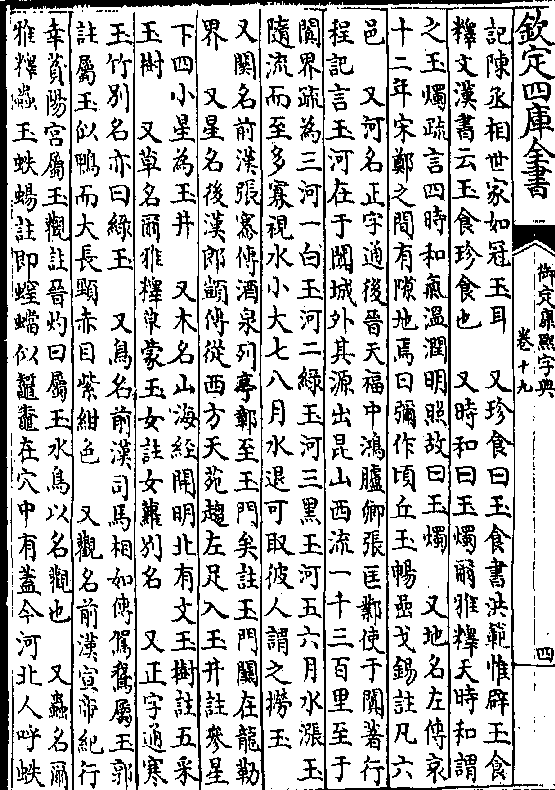 欽定四庫全書
御定康熙字典
卷十九
四
記陳丞相世家如冠玉耳　又珍食曰玉食書洪範惟辟玉食
釋文漢書云玉食珍食也　又時和曰玉燭爾雅釋天時和謂
之玉燭疏言四時和氣溫潤明照故曰玉燭　又地名左傳哀
十二年宋鄭之間有隙地焉曰彌作頃丘玉暢嵒戈錫註凡六
邑　又河名正字通後晉天福中鴻臚卿張匡鄴使于闐著行
程記言玉河在于闐城外其源出昆山西流一千三百里至于
闐界疏為三河一白玉河二綠玉河三黑玉河五六月水漲玉
隨流而至多寡視水小大七八月水退可取彼人謂之撈玉
又關名前漢張騫傳酒泉列亭鄣至玉門矣註玉門關在龍勒
界　又星名後漢郎顗傳從西方天苑趨左足入玉井註參星
下四小星為玉井　又木名山海經開明北有文玉樹註五采
玉樹　又草名爾雅釋草蒙玉女註女蘿別名　又正字通寒
玉竹別名亦曰綠玉　又鳥名前漢司馬相如傳駕鵞屬玉郭
註屬玉似鴨而大長頸赤目紫紺色　又觀名前漢宣帝紀行
幸萯陽宮屬玉觀註晉灼曰屬玉水鳥以名觀也　又蟲名爾
雅釋蟲玉蛈蝪註即螲蟷似鼅鼄在穴中有蓋今河北人呼蛈